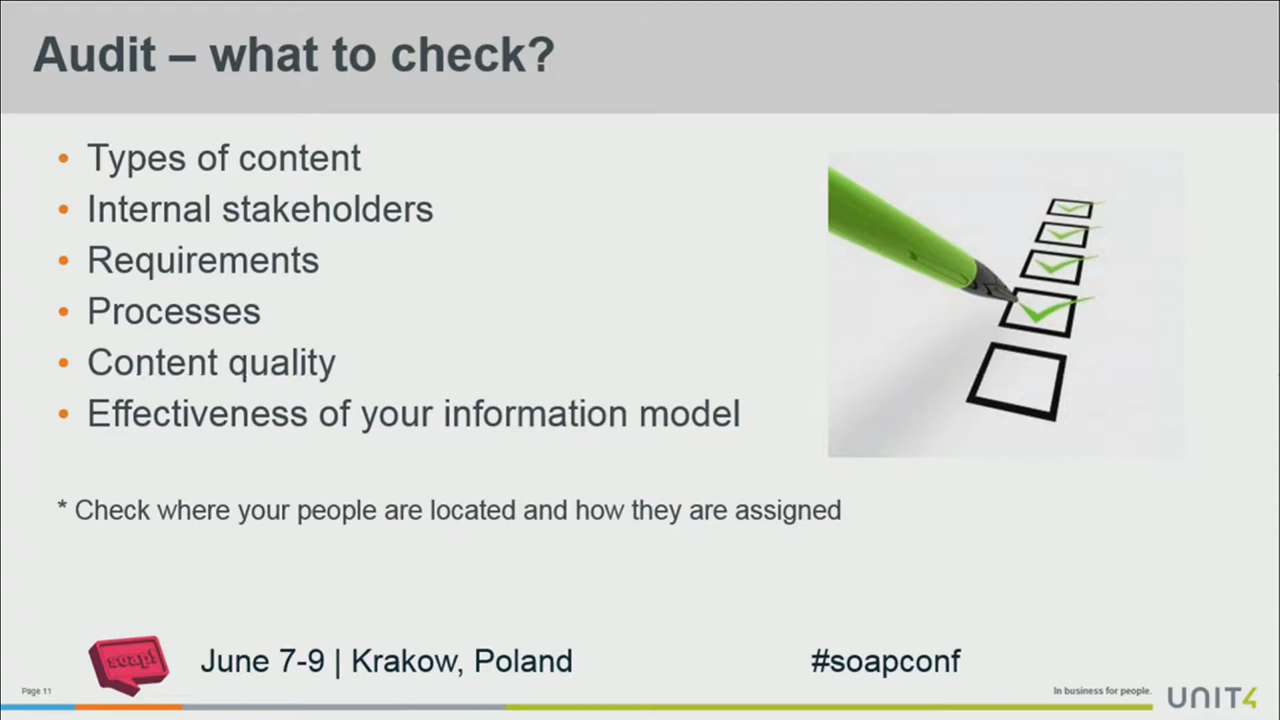 Audit – what to check?
• Types of content
• Internal stakeholders
• Requirements
• Processes
• Content quality
• Effectiveness of your information model
* Check where your people are located and how they are assigned
soap!
June 7-9 | Krakow, Poland
#soapconf
Page 11
In business for people.
UNIT4